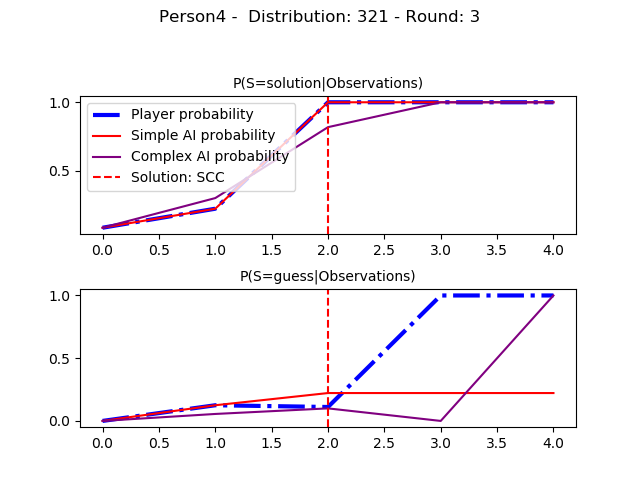 Person4 -  Distribution: 321 - Round: 3
P(S=solution|Observations)
1.0
0.5
Player probability
Simple AI probability
Complex AI probability
Solution: SCC
0.0 0.5 1.0 1.5 2.0 2.5 3.0 3.5 4.0
P(S=guess|Observations)
1.0
0.5
0.0
0.0 0.5 1.0 1.5 2.0 2.5 3.0 3.5 4.0